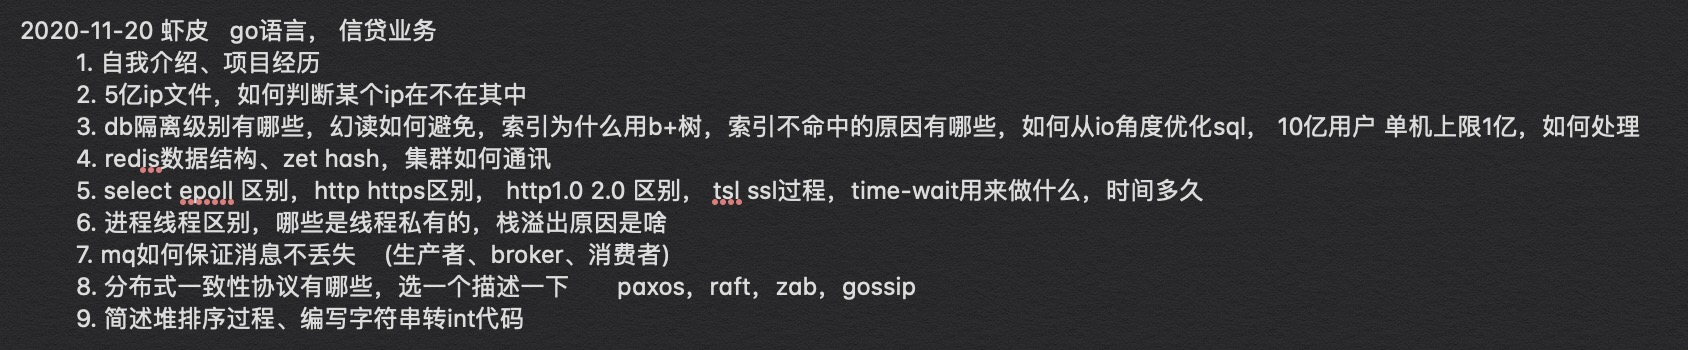 2020-11-20 虾皮 go语言， 信贷业务
1. 自我介绍、项目经历
2. 5亿ip文件，如何判断某个ip在不在其中
3. db隔离级别有哪些，幻读如何避免，索引为什么用b+树，索引不命中的原因有哪些，如何从io角度优化sql， 10亿用户 单机上限1亿，如何处理
4. redis数据结构、zet hash，集群如何通讯
5. select epoll 区别，http https区别， http1.0 2.0 区别， tsl ssl过程，time-wait用来做什么，时间多久
6. 进程线程区别，哪些是线程私有的，栈溢出原因是啥
7. mq如何保证消息不丢失 (生产者、broker、消费者)
8. 分布式一致性协议有哪些，选一个描述一下 paxos，raft，zab，gossip
9. 简述堆排序过程、编写字符串转int代码